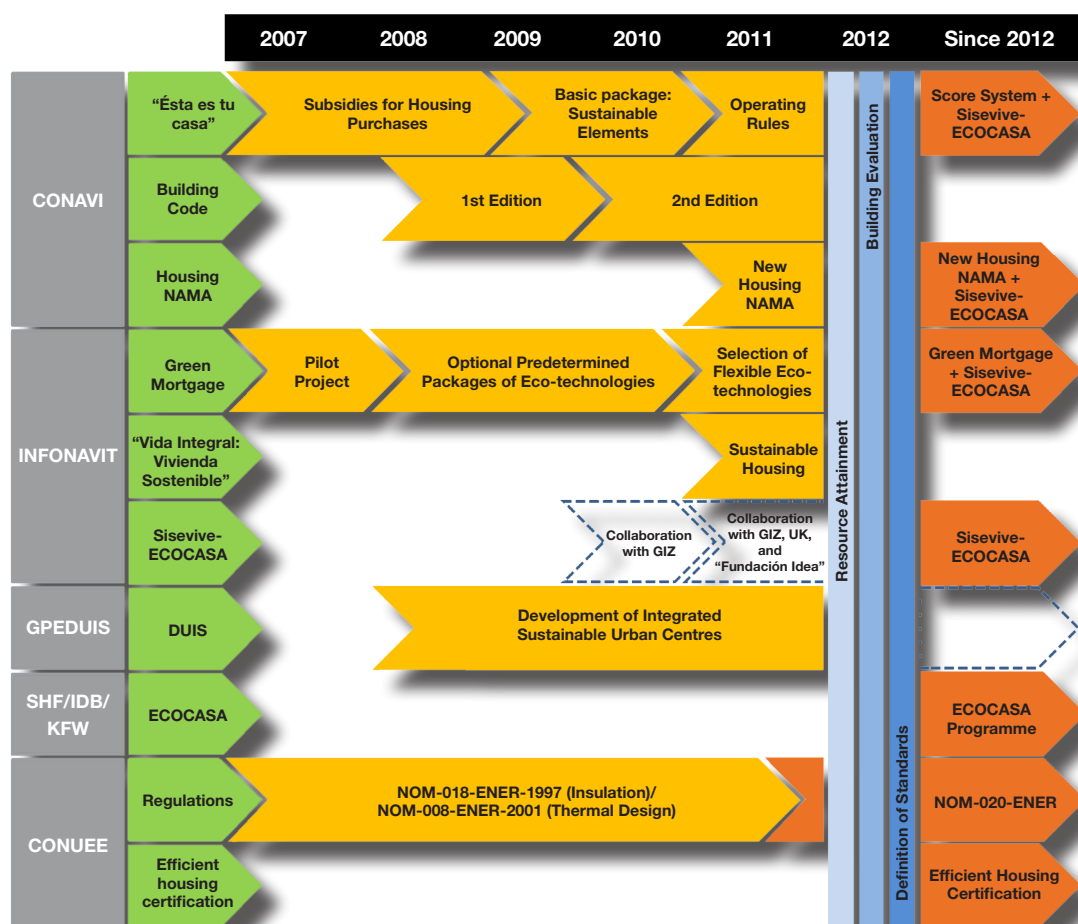 2007 2008 2009 2010 2011 2012 Since 2012
CONAVI
“Ésta es tu
casa”
Subsidies for Housing
Purchases
Basic package:
Sustainable
Elements
Operating
Rules
Score System +
Sisevive-
ECOCASA
Building
Code
1st Edition
2nd Edition
Housing
NAMA
New
Housing
NAMA
New Housing
NAMA +
Sisevive-
ECOCASA
INFONAVIT
Green
Mortgage
Pilot
Project
Optional Predetermined
Packages of Eco-technologies
Selection of
Flexible Eco-
technologies
Green Mortgage
+ Sisevive-
ECOCASA
“Vida Integral:
Vivienda
Sostenible”
Sustainable
Housing
Sisevive-
ECOCASA
Collaboration
with GIZ
Collaboration
with GIZ, UK,
and
“Fundación Idea”
Sisevive-
ECOCASA
GPEDUIS
DUIS
Development of Integrated
Sustainable Urban Centres
SHF/IDB/
KFW
ECOCASA
ECOCASA
Programme
CONUEE
Regulations
NOM-018-ENER-1997 (Insulation)/
NOM-008-ENER-2001 (Thermal Design)
NOM-020-ENER
Efficient
housing
certification
Efficient Housing
Certification
Resource Attainment
Building Evaluation
Definition of Standards